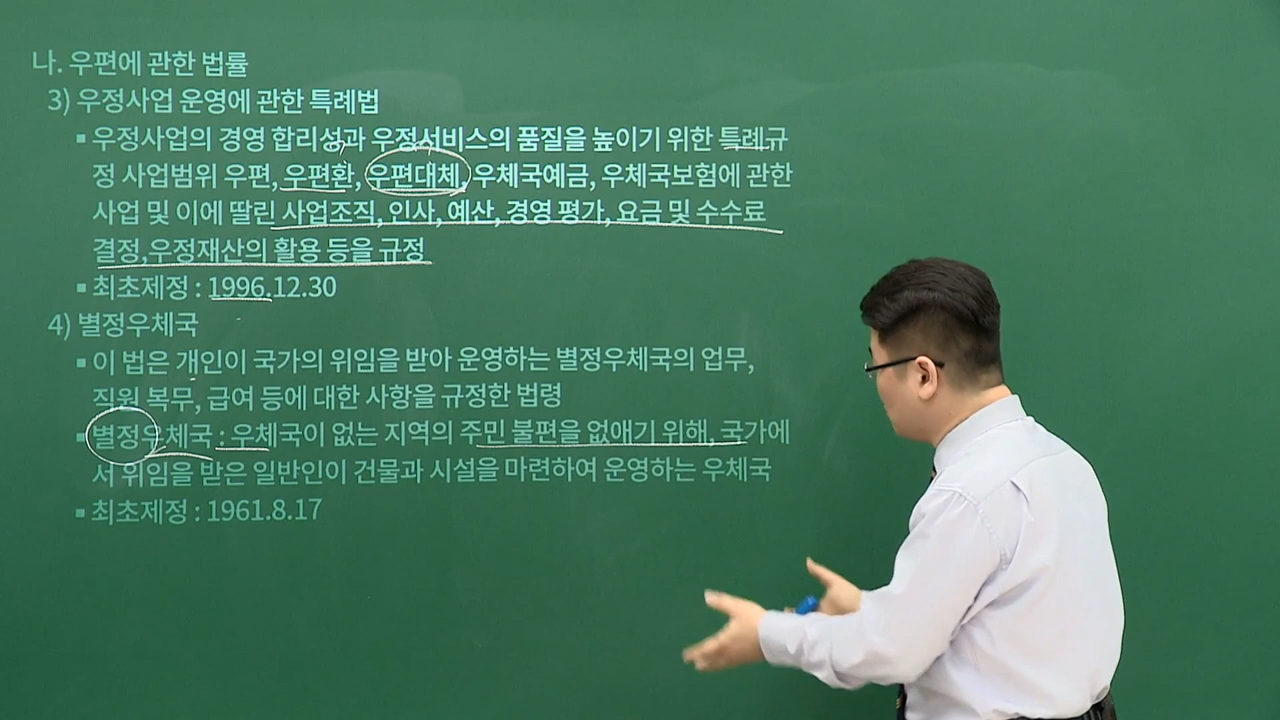 나. 우편에 관한 법률
3) 우정사업 운영에 관한 특례법
▪ 우정사업의 경영 합리성과 우정서비스의 품질을 높이기 위한 특례규
정 사업범위 우편, 우편환, 우편대체, 우체국예금, 우체국보험에 관한
사업 및 이에 딸린 사업조직, 인사, 예산, 경영 평가, 요금 및 수수료
결정,우정재산의 활용 등을 규정
▪ 최초제정 : 1996.12.30
4) 별정우체국
▪ 이 법은 개인이 국가의 위임을 받아 운영하는 별정우체국의 업무,
직원 복무, 급여 등에 대한 사항을 규정한 법령
▪ 별정우체국 : 우체국이 없는 지역의 주민 불편을 없애기 위해, 국가에
서 위임을 받은 일반인이 건물과 시설을 마련하여 운영하는 우체국
▪ 최초제정 : 1961.8.17